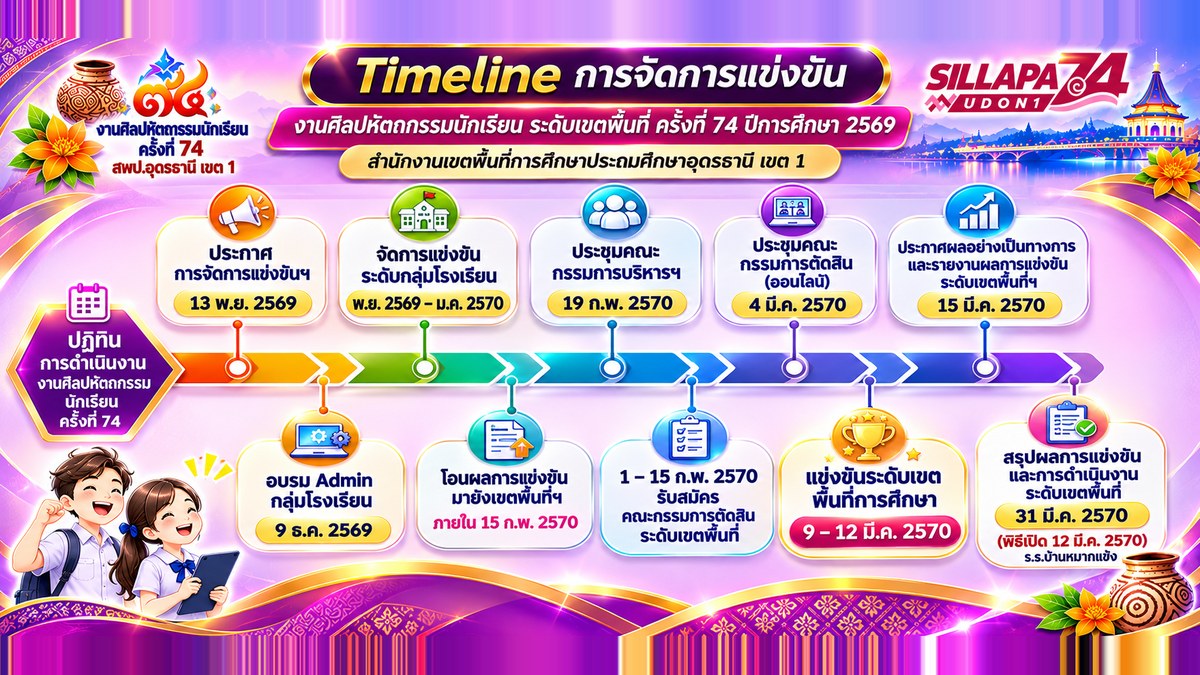 ๗๔
งานศิลปหัตถกรรมนักเรียน
ครั้งที่ 74
สพป.อุดรธานี เขต 1
Timeline การจัดการแข่งขัน
งานศิลปหัตถกรรมนักเรียน ระดับเขตพื้นที่ ครั้งที่ 74 ปีการศึกษา 2569
สำนักงานเขตพื้นที่การศึกษาประถมศึกษาอุดรธานี เขต 1
SILLAPA 74
UDON1
ประกาศ
การจัดการแข่งขันฯ
13 พ.ย. 2569
จัดการแข่งขัน
ระดับกลุ่มโรงเรียน
พ.ย. 2569 – ม.ค. 2570
ประชุมคณะ
กรรมการบริหารฯ
19 ก.พ. 2570
ประชุมคณะ
กรรมการตัดสิน
(ออนไลน์)
4 มี.ค. 2570
ประกาศผลอย่างเป็นทางการ
และรายงานผลการแข่งขัน
ระดับเขตพื้นที่ฯ
15 มี.ค. 2570
ปฏิทิน
การดำเนินงาน
งานศิลปหัตถกรรม
นักเรียน
ครั้งที่ 74
อบรม Admin
กลุ่มโรงเรียน
9 ธ.ค. 2569
โอนผลการแข่งขัน
มายังเขตพื้นที่ฯ
ภายใน 15 ก.พ. 2570
1 – 15 ก.พ. 2570
รับสมัคร
คณะกรรมการตัดสิน
ระดับเขตพื้นที่
แข่งขันระดับเขต
พื้นที่การศึกษา
9 – 12 มี.ค. 2570
สรุปผลการแข่งขัน
และการดำเนินงาน
ระดับเขตพื้นที่
31 มี.ค. 2570
(พิธีเปิด 12 มี.ค. 2570)
ร.ร.บ้านหมากแข้ง